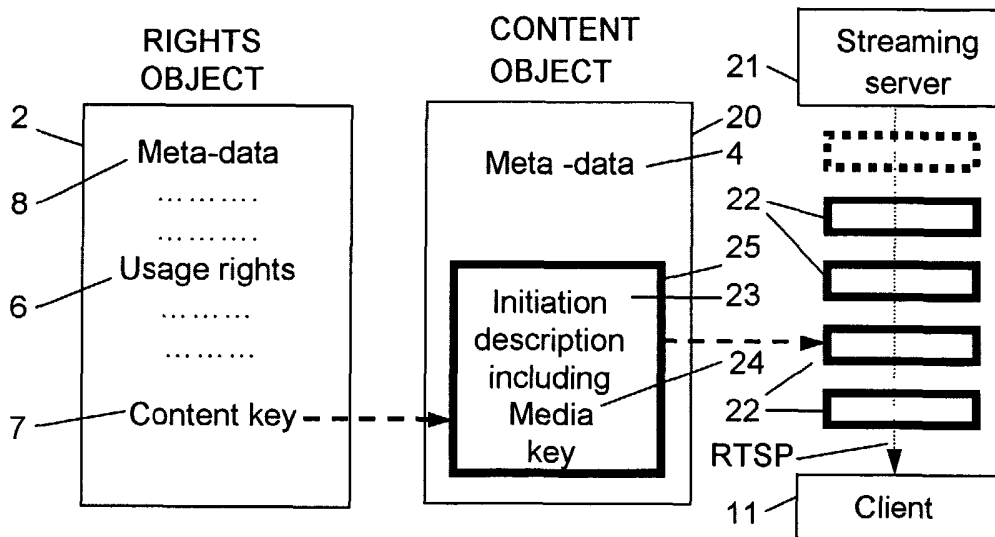 RIGHTS
OBJECT
2
Meta-data
8
………….
………….
Usage rights
6
………
………
7
Content key
CONTENT
OBJECT
20
Meta -data
4
25
Initiation
23
description
including
24
Media
key
Streaming
server
21
22
22
RTSP
Client
11